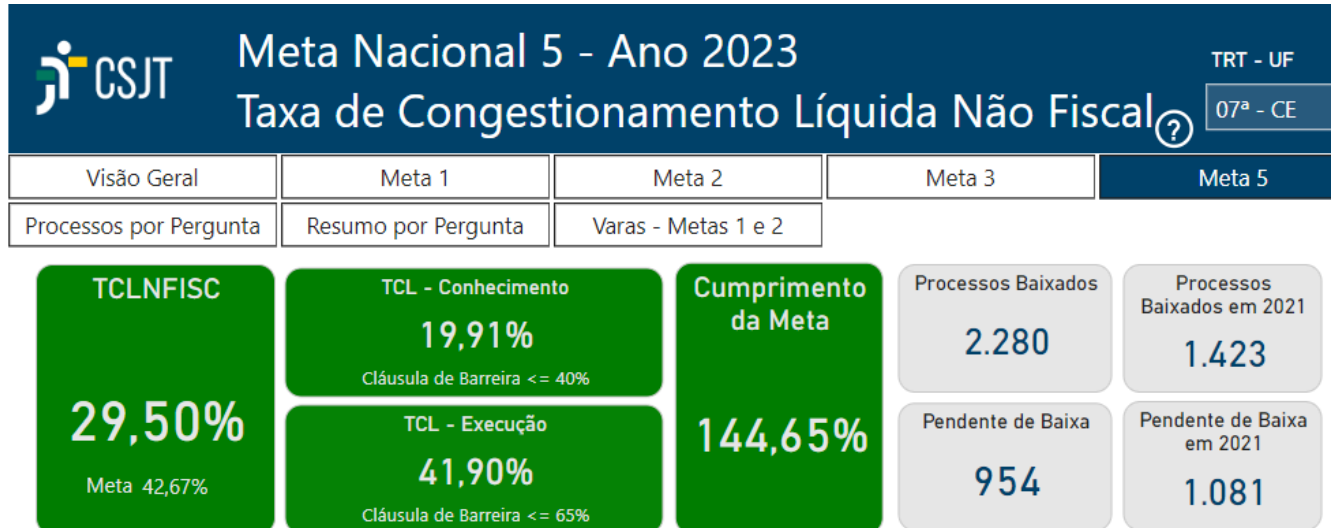 CSJT
Meta Nacional 5 - Ano 2023
Taxa de Congestionamento Líquida Não Fiscal
?
TRT - UF
07ª - CE
Visão Geral
Meta 1
Meta 2
Meta 3
Meta 5
Processos por Pergunta
Resumo por Pergunta
Varas - Metas 1 e 2
TCLNFISC
29,50%
Meta 42,67%
TCL - Conhecimento
19,91%
Cláusula de Barreira <= 40%
TCL - Execução
41,90%
Cláusula de Barreira <= 65%
Cumprimento
da Meta
144,65%
Processos Baixados
2.280
Processos
Baixados em 2021
1.423
Pendente de Baixa
954
Pendente de Baixa
em 2021
1.081